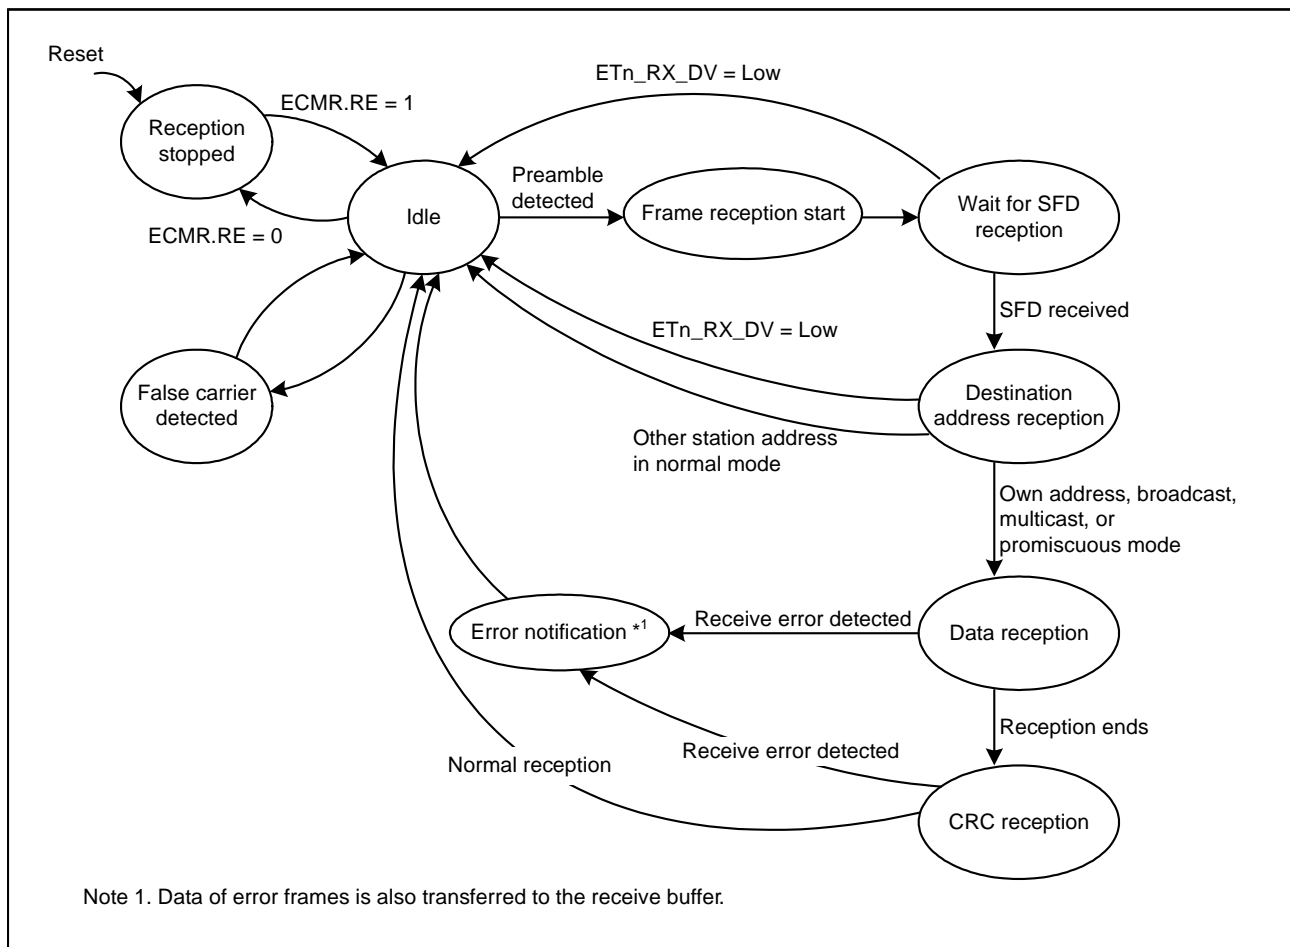 Reset
ETn_RX_DV = Low
ECMR.RE = 1
Reception
stopped
Preamble
detected
Idle
Frame reception start
Wait for SFD
reception
ECMR.RE = 0
SFD received
ETn_RX_DV = Low
False carrier
detected
Destination
address reception
Other station address
in normal mode
Own address, broadcast,
multicast, or
promiscuous mode
Receive error detected
Error notification *1
Data reception
Reception ends
Receive error detected
Normal reception
CRC reception
Note 1. Data of error frames is also transferred to the receive buffer.